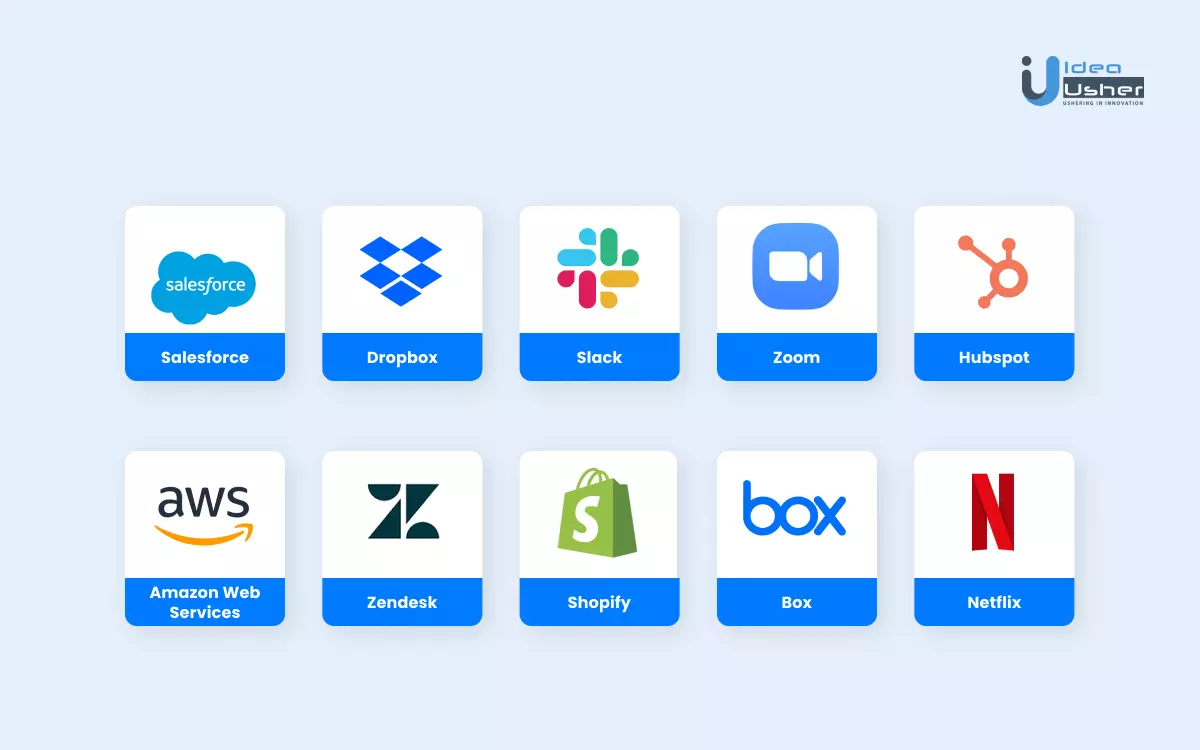 Idea
Usher
USHERING IN INNOVATION
salesforce
Salesforce
Dropbox
Slack
Zoom
Hubspot
aws
box
Amazon Web
Services
Zendesk
Shopify
Box
Netflix